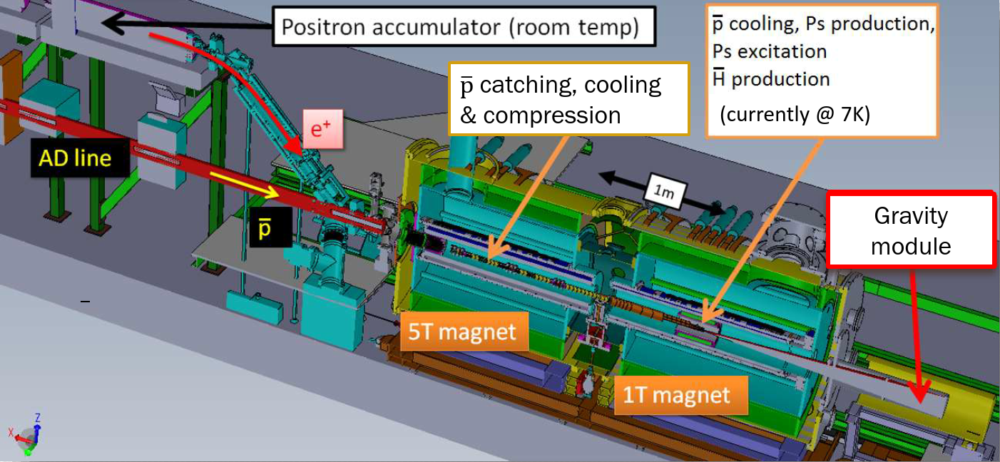 Positron accumulator (room temp)
p̅ cooling, Ps production,
Ps excitation
H̅ production
(currently @ 7K)
p̅ catching, cooling
& compression
e⁺
AD line
p̅
1m
Gravity
module
5T magnet
1T magnet
Z
X